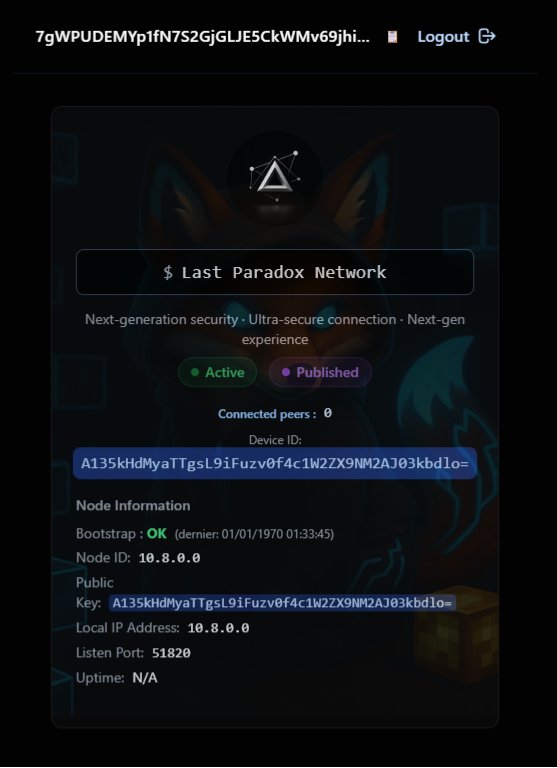 7gWPUDEMYp1fN7S2GjGLJE5CkWMv69jhi... Logout
$ Last Paradox Network
Next-generation security · Ultra-secure connection · Next-gen
experience
Active Published
Connected peers : 0
Device ID:
A135kHdMyaTTgsL9iFuzv0f4c1W2ZX9NM2AJ03kbdlo=
Node Information
Bootstrap : OK (dernier: 01/01/1970 01:33:45)
Node ID: 10.8.0.0
Public
Key: A135kHdMyaTTgsL9iFuzv0f4c1W2ZX9NM2AJ03kbdlo=
Local IP Address: 10.8.0.0
Listen Port: 51820
Uptime: N/A